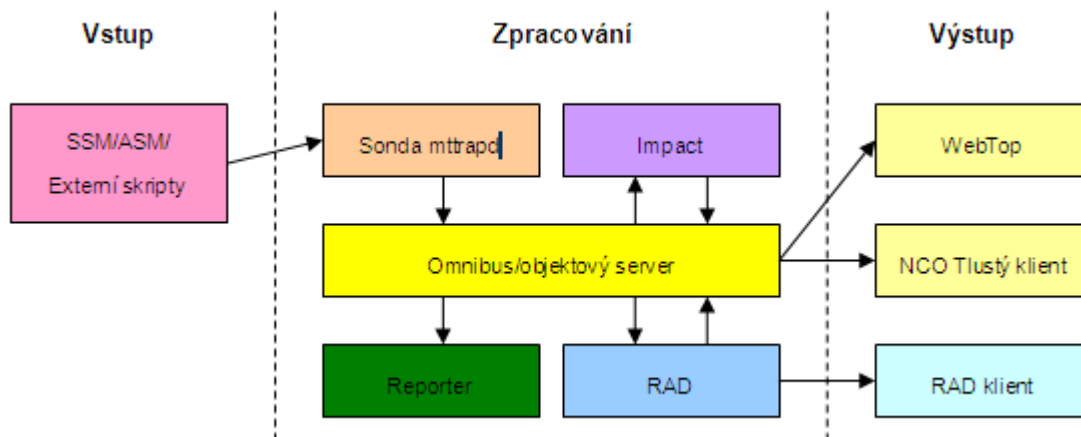 Vstup
Zpracování
Výstup
SSM/ASM/
Externí skripty
Sonda mttrapd
Impact
WebTop
Omnibus/objektový server
NCO Tlustý klient
Reporter
RAD
RAD klient